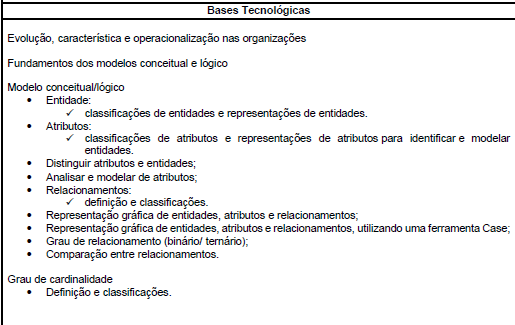 Bases Tecnológicas
Evolução, característica e operacionalização nas organizações
Fundamentos dos modelos conceitual e lógico
Modelo conceitual/lógico
• Entidade:
✓ classificações de entidades e representações de entidades.
• Atributos:
✓ classificações de atributos e representações de atributos para identificar e modelar
entidades.
• Distinguir atributos e entidades;
• Analisar e modelar de atributos;
• Relacionamentos:
✓ definição e classificações.
• Representação gráfica de entidades, atributos e relacionamentos;
• Representação gráfica de entidades, atributos e relacionamentos, utilizando uma ferramenta Case;
• Grau de relacionamento (binário/ ternário);
• Comparação entre relacionamentos.
Grau de cardinalidade
• Definição e classificações.